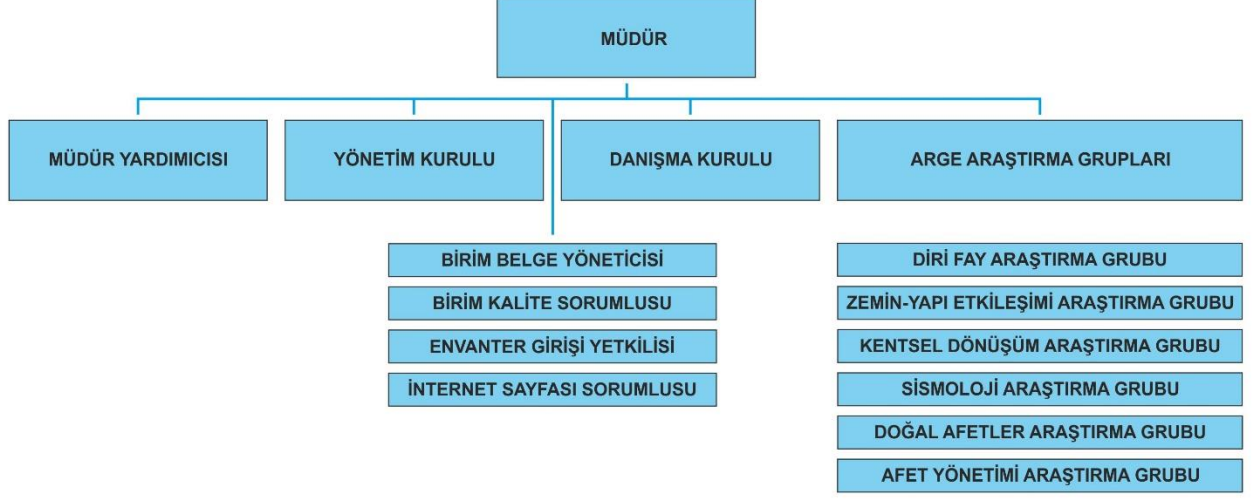 MÜDÜR
MÜDÜR YARDIMICISI
YÖNETİM KURULU
DANIŞMA KURULU
ARGE ARAŞTIRMA GRUPLARI
BİRİM BELGE YÖNETİCİSİ
BİRİM KALİTE SORUMLUSU
ENVANTER GİRİŞİ YETKİLİSİ
İNTERNET SAYFASI SORUMLUSU
DİRİ FAY ARAŞTIRMA GRUBU
ZEMİN-YAPI ETKİLEŞİMİ ARAŞTIRMA GRUBU
KENTSEL DÖNÜŞÜM ARAŞTIRMA GRUBU
SİSMOLOJİ ARAŞTIRMA GRUBU
DOĞAL AFETLER ARAŞTIRMA GRUBU
AFET YÖNETİMİ ARAŞTIRMA GRUBU